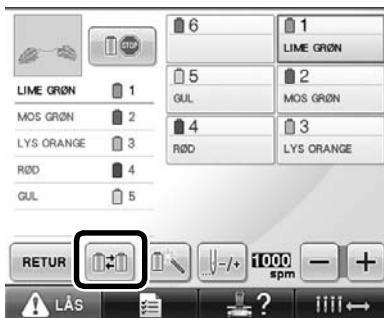 6
1
LIME GRØN
LIME GRØN 1
5
GUL
2
MOS GRØN
MOS GRØN 2
LYS ORANGE 3
4
RØD
3
LYS ORANGE
RØD 4
GUL 5
RETUR
-/+
1000 spm
−
+
LÅS
?
STOP